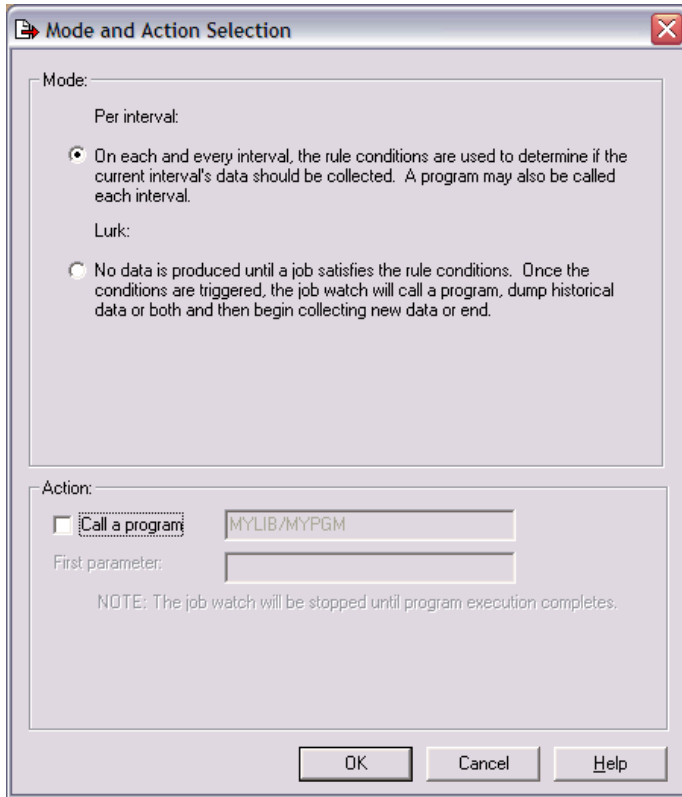 Mode and Action Selection
Mode:
Per interval:
On each and every interval, the rule conditions are used to determine if the
current interval's data should be collected. A program may also be called
each interval.
Lurk:
No data is produced until a job satisfies the rule conditions. Once the
conditions are triggered, the job watch will call a program, dump historical
data or both and then begin collecting new data or end.
Action:
Call a program MYLIB/MYPGM
First parameter:
NOTE: The job watch will be stopped until program execution completes.
OK Cancel Help